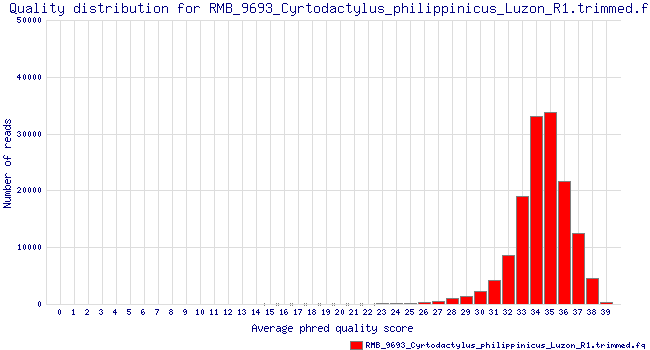 Quality distribution for RMB_9693_Cyrtodactylus_philippinicus_Luzon_R1.trimmed.f
50000
40000
30000
20000
10000
0
Number of reads
0 1 2 3 4 5 6 7 8 9 10 11 12 13 14 15 16 17 18 19 20 21 22 23 24 25 26 27 28 29 30 31 32 33 34 35 36 37 38 39
Average phred quality score
RMB_9693_Cyrtodactylus_philippinicus_Luzon_R1.trimmed.fq